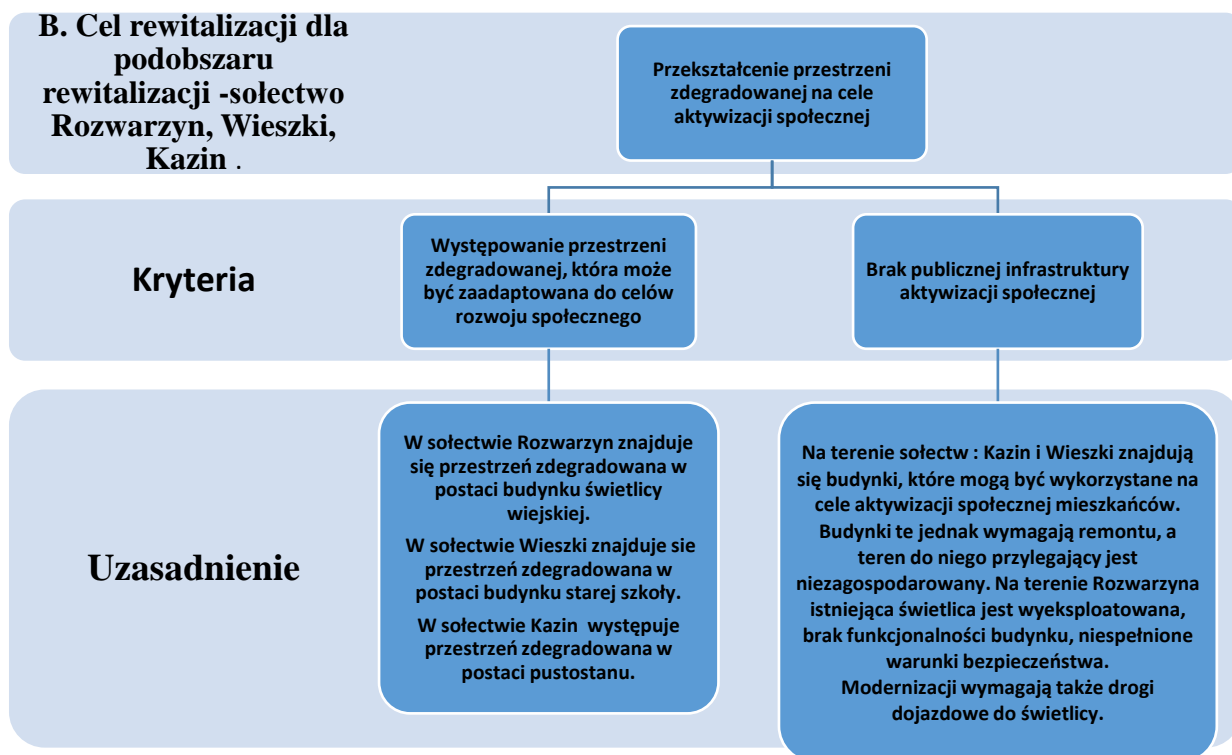 B. Cel rewitalizacji dla
podobszaru
rewitalizacji -sołectwo
Rozwarzyn, Wieszki,
Kazin .
Przekształcenie przestrzeni
zdegradowanej na cele
aktywizacji społecznej
Kryteria
Występowanie przestrzeni
zdegradowanej, która może
być zaadaptowana do celów
rozwoju społecznego
Brak publicznej infrastruktury
aktywizacji społecznej
Uzasadnienie
W sołectwie Rozwarzyn znajduje
się przestrzeń zdegradowana w
postaci budynku świetlicy
wiejskiej.
W sołectwie Wieszki znajduje sie
przestrzeń zdegradowana w
postaci budynku starej szkoły.
W sołectwie Kazin występuje
przestrzeń zdegradowana w
postaci pustostanu.
Na terenie sołectw : Kazin i Wieszki znajdują
się budynki, które mogą być wykorzystane na
cele aktywizacji społecznej mieszkańców.
Budynki te jednak wymagają remontu, a
teren do niego przylegający jest
niezagospodarowany. Na terenie Rozwarzyna
istniejąca świetlica jest wyeksploatowana,
brak funkcjonalności budynku, niespełnione
warunki bezpieczeństwa.
Modernizacji wymagają także drogi
dojazdowe do świetlicy.